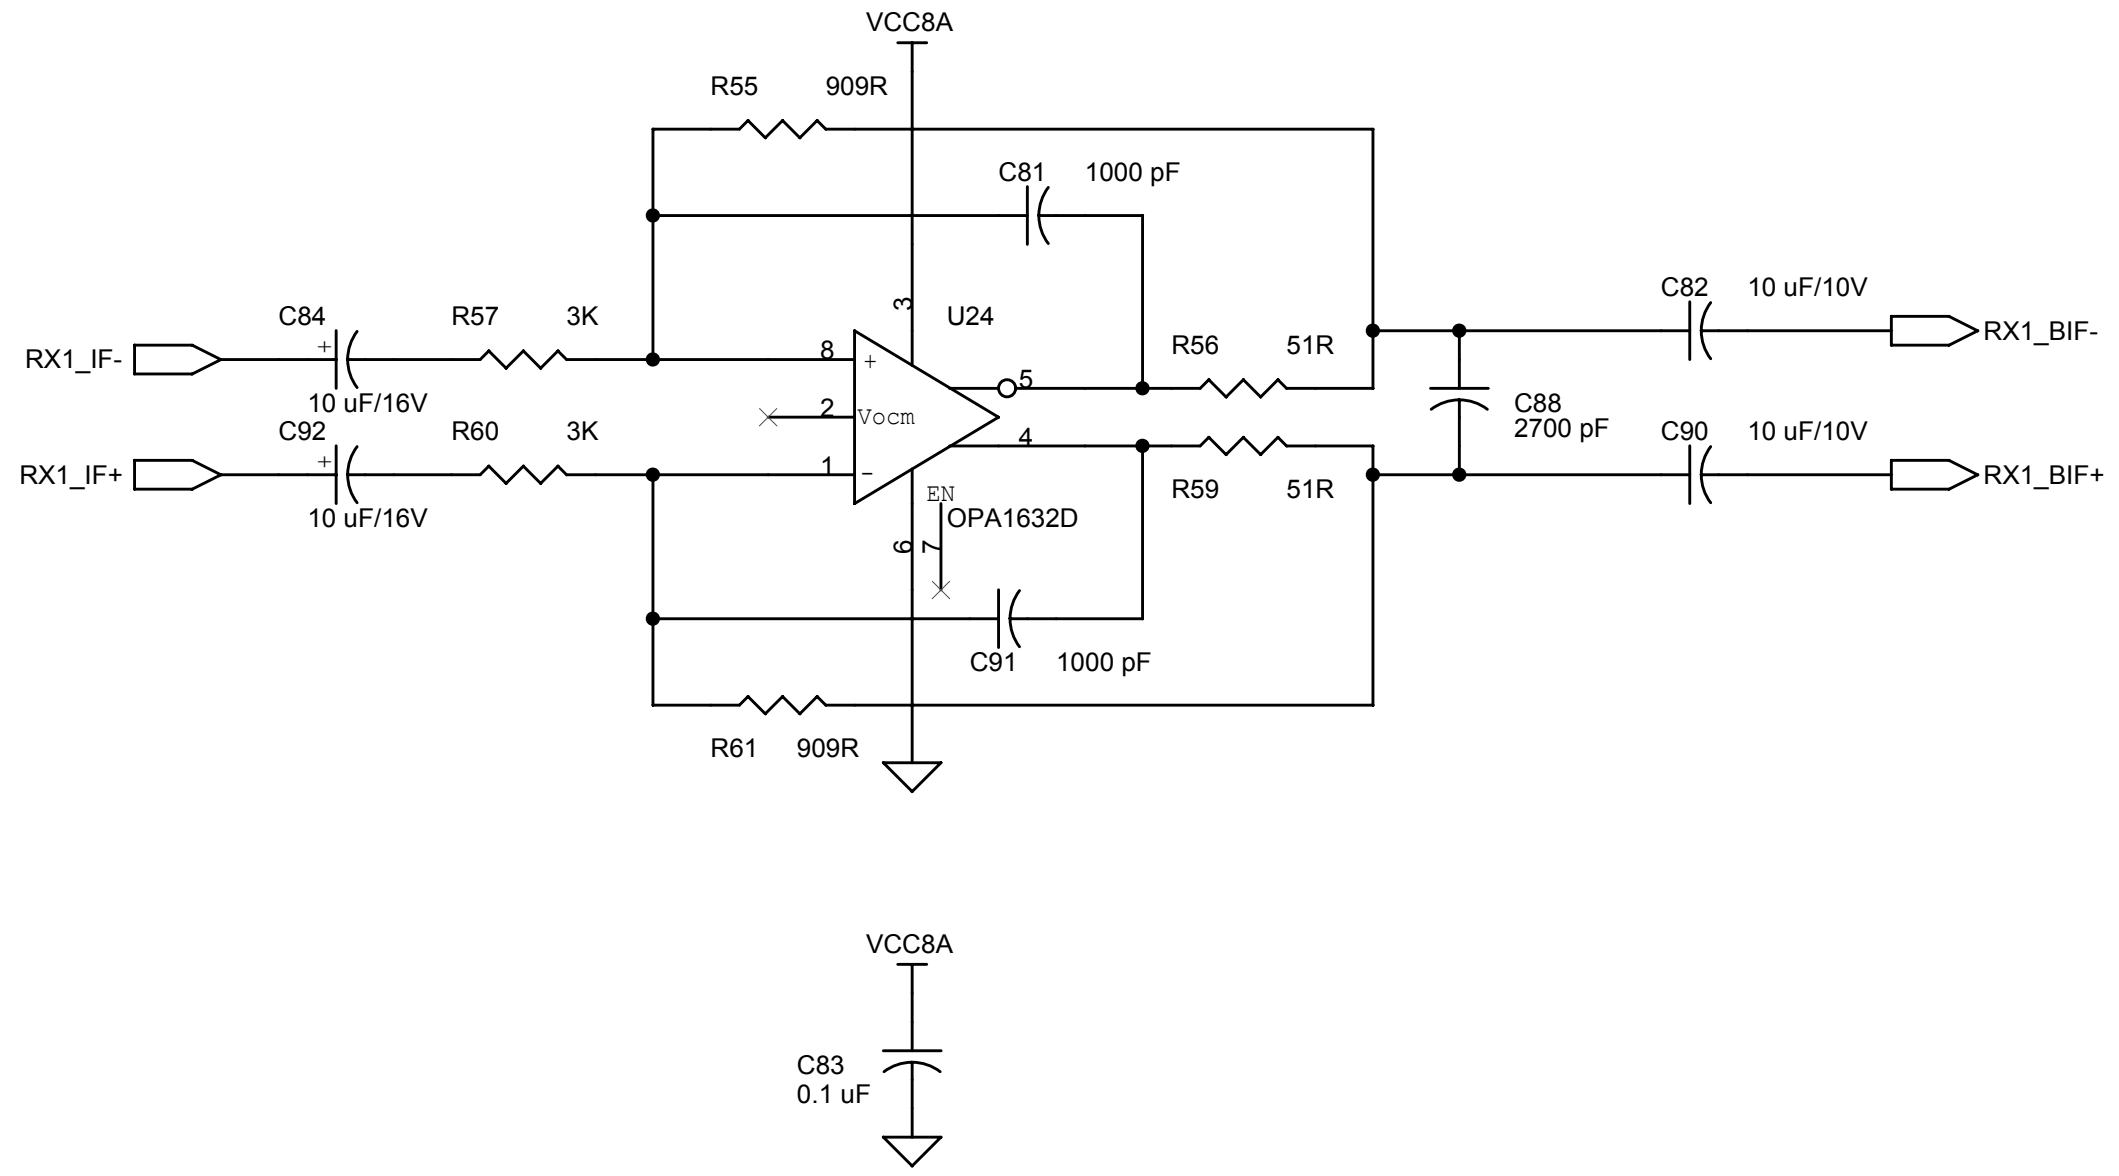 VCC8A
R55 909R
C81 1000 pF
C82 10 uF/10V
3
C84 R57 3K
U24
+
8
+
5
R56 51R
RX1_IF-
RX1_BIF-
10 uF/16V
2
Vocm
C88
2700 pF
C92 R60 3K
4
C90 10 uF/10V
+
1
-
RX1_IF+
R59 51R
RX1_BIF+
10 uF/16V
EN
OPA1632D
6
7
C91 1000 pF
R61 909R
VCC8A
C83
0.1 uF